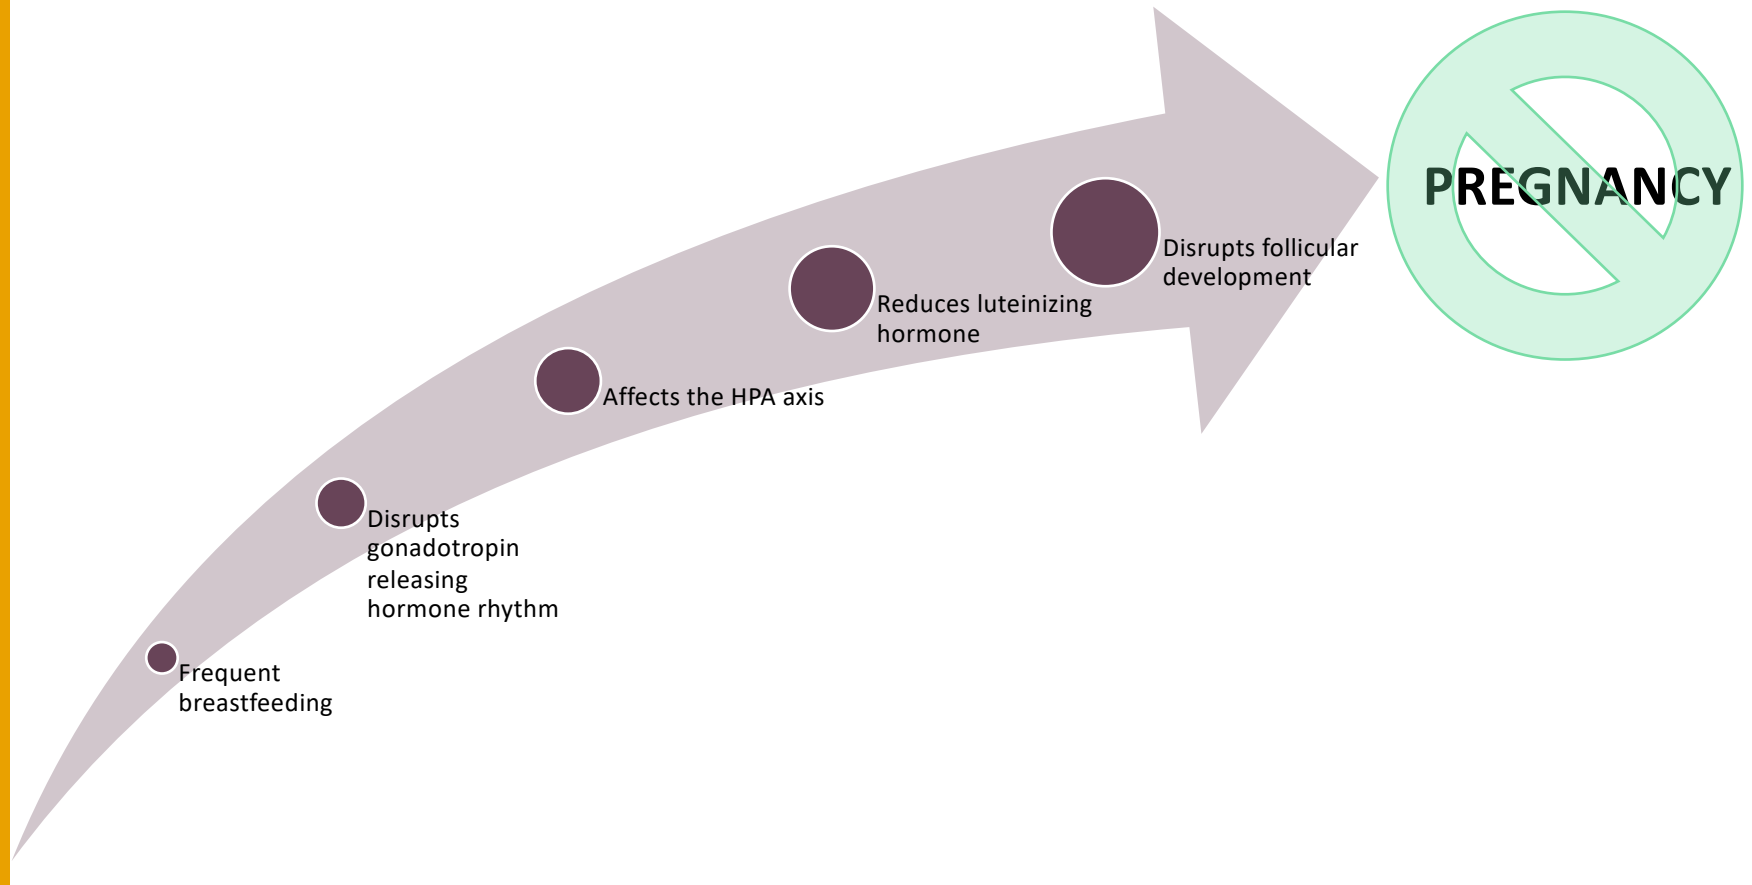 Frequent
breastfeeding
Disrupts
gonadotropin
releasing
hormone rhythm
Affects the HPA axis
Reduces luteinizing
hormone
Disrupts follicular
development
PREGNANCY